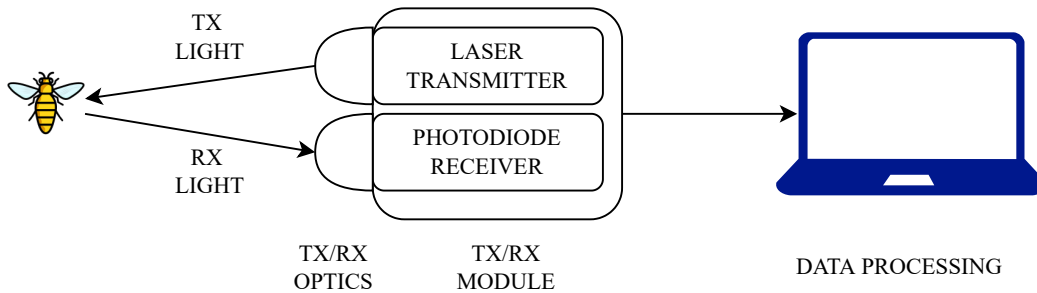 TX
LIGHT
LASER
TRANSMITTER
PHOTODIODE
RECEIVER
RX
LIGHT
TX/RX
OPTICS
TX/RX
MODULE
DATA PROCESSING